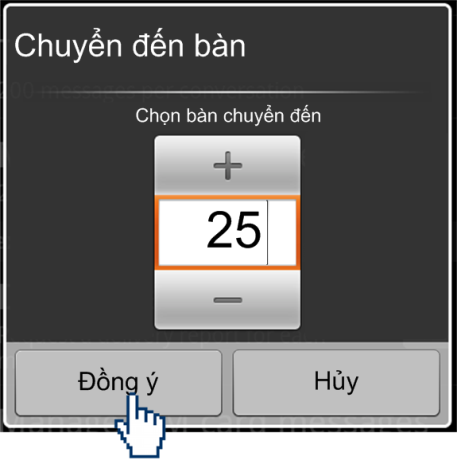 Chuyển đến bàn
Chọn bàn chuyển đến
+
25
−
Đồng ý
Hủy